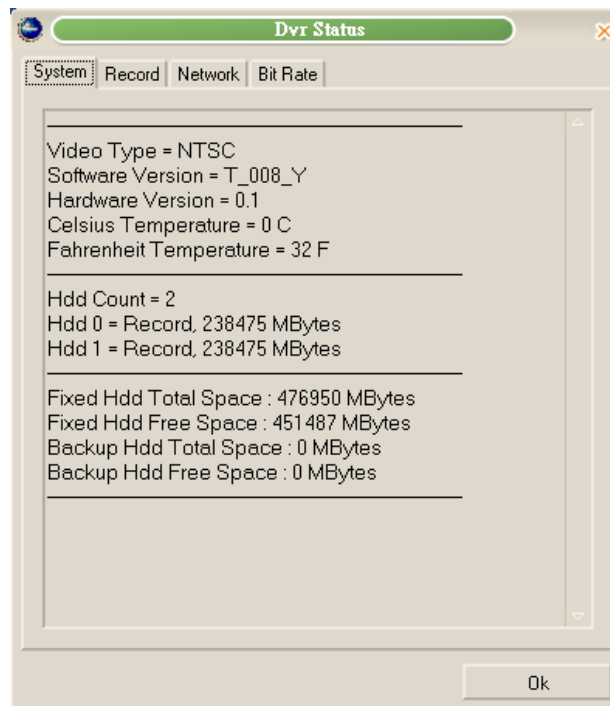 Dvr Status
System Record Network Bit Rate
Video Type = NTSC
Software Version = T_008_Y
Hardware Version = 0.1
Celsius Temperature = 0 C
Fahrenheit Temperature = 32 F
Hdd Count = 2
Hdd 0 = Record, 238475 MBytes
Hdd 1 = Record, 238475 MBytes
Fixed Hdd Total Space : 476950 MBytes
Fixed Hdd Free Space : 451487 MBytes
Backup Hdd Total Space : 0 MBytes
Backup Hdd Free Space : 0 MBytes
Ok